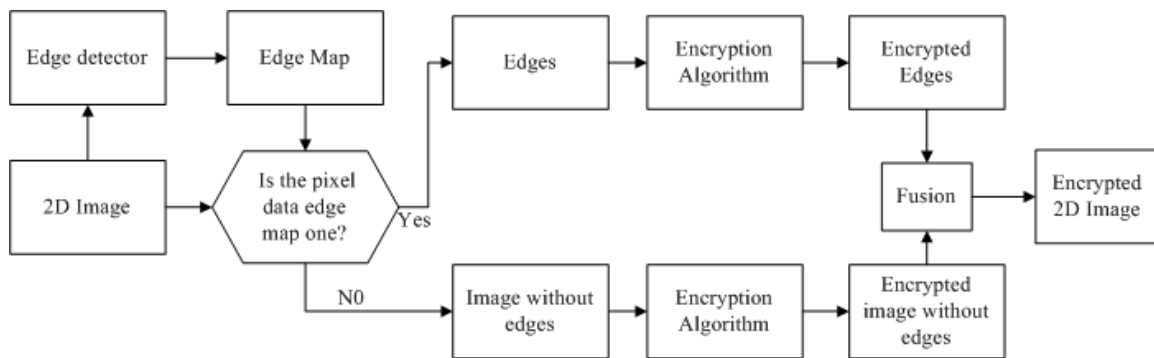 Edge detector
Edge Map
Edges
Encryption
Algorithm
Encrypted
Edges
2D Image
Is the pixel
data edge
map one?
Yes
Fusion
Encrypted
2D Image
N0
Image without
edges
Encryption
Algorithm
Encrypted
image without
edges